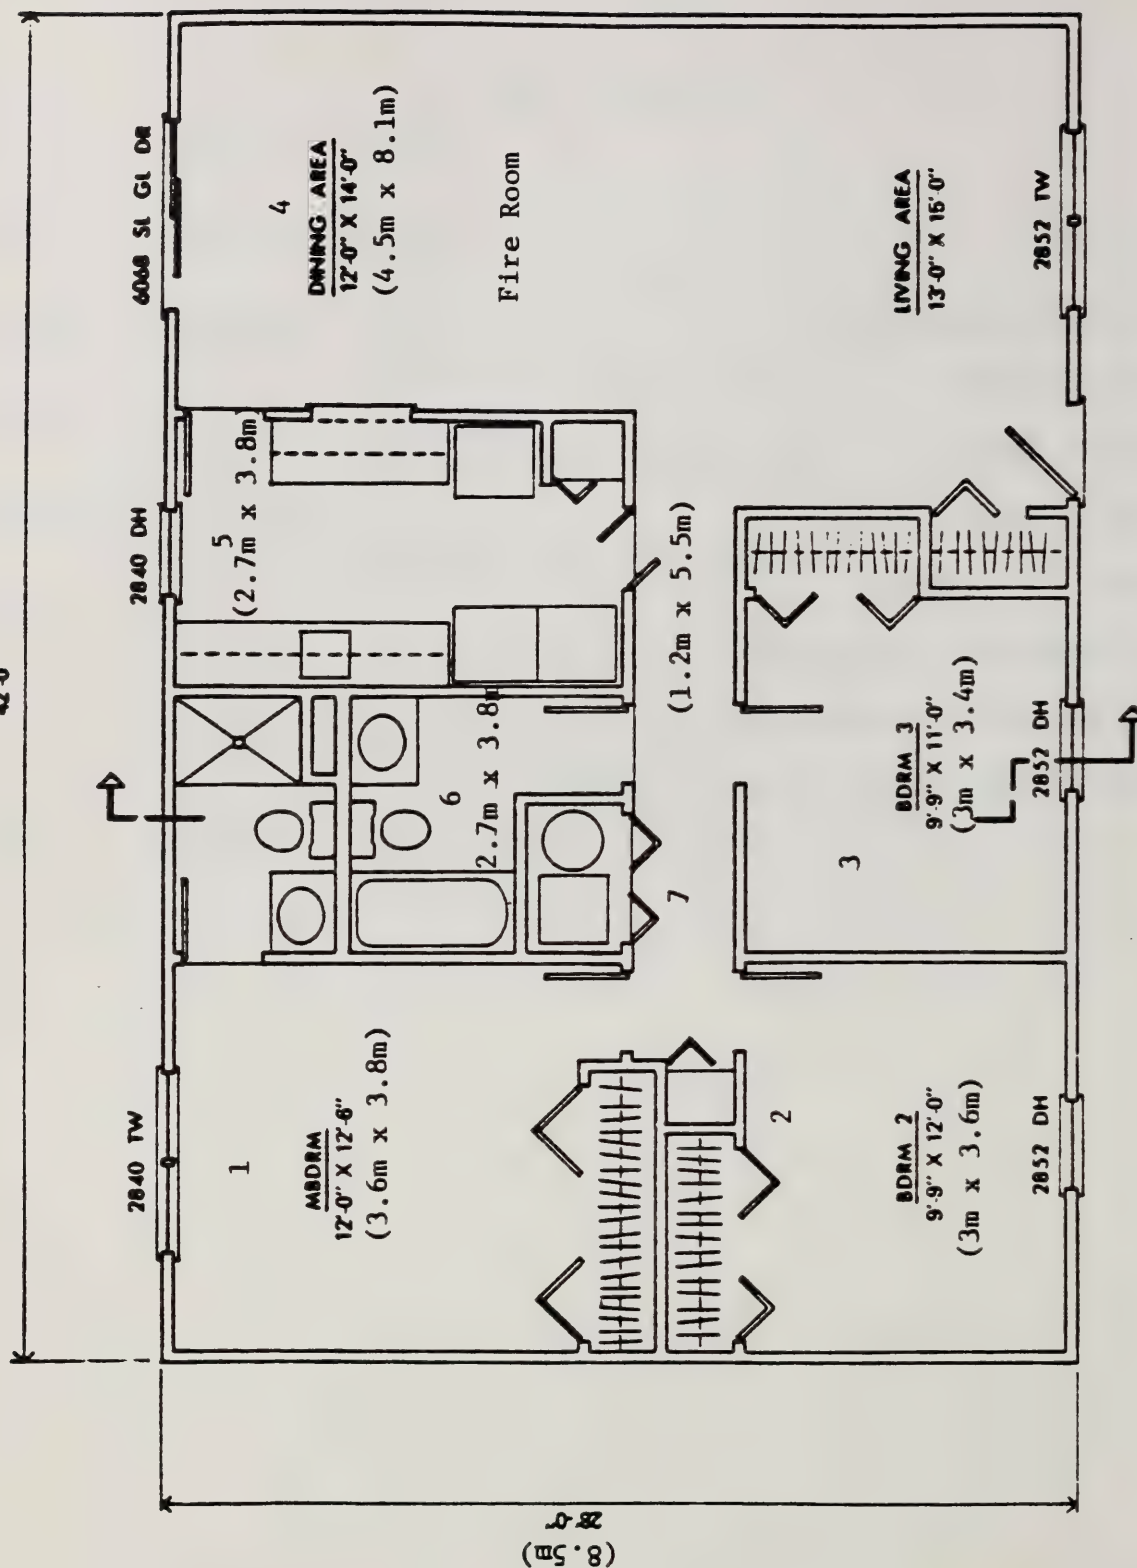 42'-0"
2840 TW
2840 DH
6068 SL GL DR
1
MBDRM
12'-0" X 12'-6"
(3.6m x 3.8m)
6
2.7m x 3.8m
5
(2.7m x 3.8m)
4
DINING AREA
12'-0" X 14'-0"
(4.5m x 8.1m)
Fire Room
7
(1.2m x 5.5m)
2
BDRM 2
9'-9" X 12'-0"
(3m x 3.6m)
3
BDRM 3
9'-9" X 11'-0"
(3m x 3.4m)
LIVING AREA
13'-0" X 15'-0"
2852 DH
2852 DH
2852 TW
28'-0"
(8.5m)